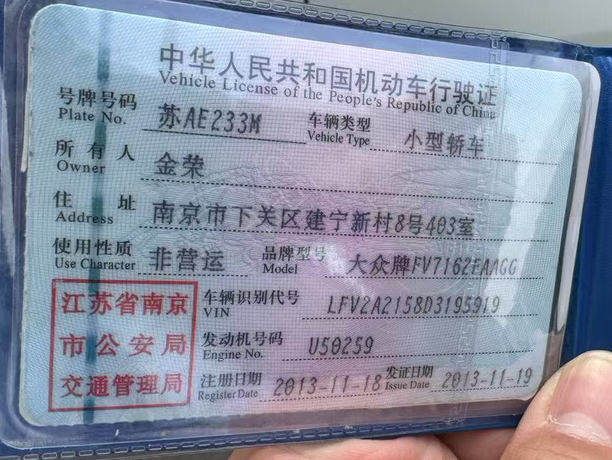 中华人民共和国机动车行驶证
Vehicle License of the People's Republic of China
号牌号码 苏AE233M 车辆类型 小型轿车
Plate No. Vehicle Type
所有人 金荣
Owner
住址 南京市下关区建宁新村8号403室
Address
使用性质 非营运 品牌型号 大众牌FV7162FAAGG
Use Character Model
江苏省南京
市公安局
交通管理局
车辆识别代号 LFV2A2158D3195919
VIN
发动机号码 U50259
Engine No.
注册日期 2013-11-18 发证日期 2013-11-19
Register Date Issue Date